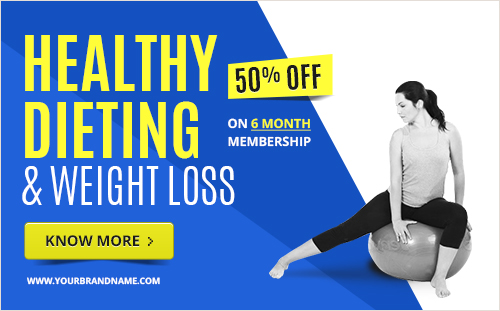 HEALTHY
DIETING
& WEIGHT LOSS
50% OFF
ON 6 MONTH
MEMBERSHIP
KNOW MORE >
WWW.YOURBRANDNAME.COM